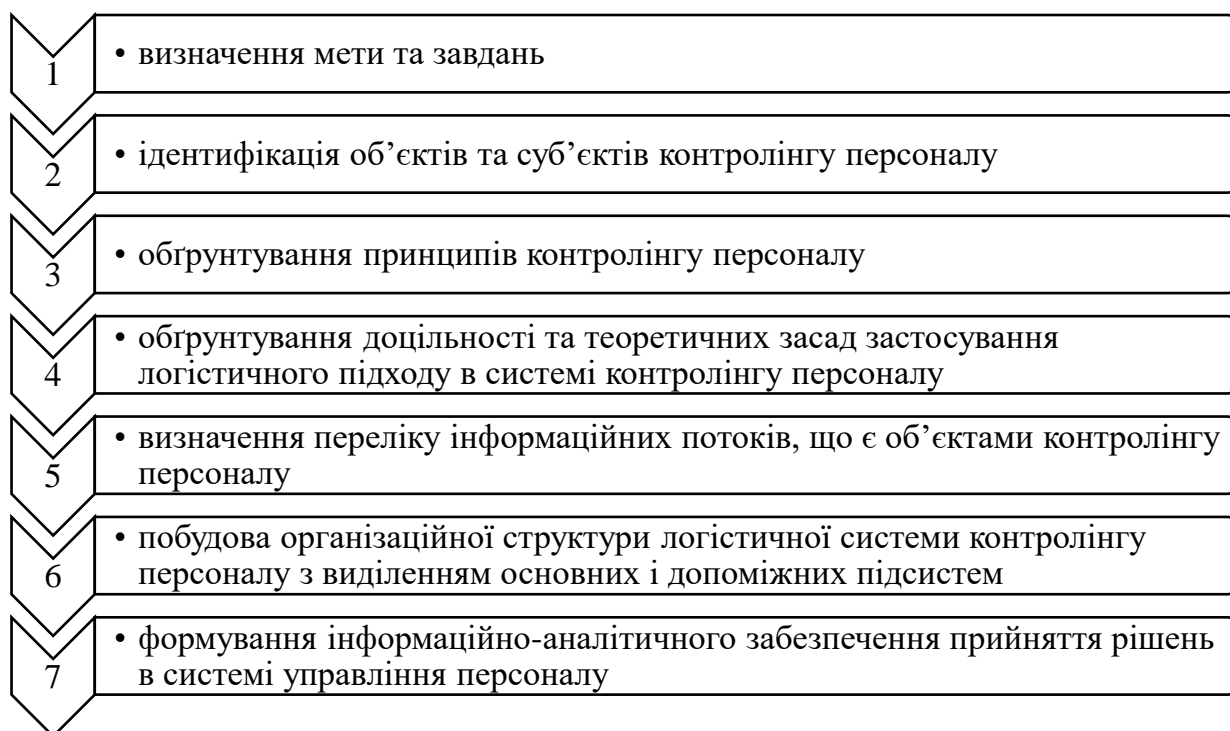 1
• визначення мети та завдань
2
• ідентифікація об’єктів та суб’єктів контролінгу персоналу
3
• обґрунтування принципів контролінгу персоналу
4
• обґрунтування доцільності та теоретичних засад застосування
логістичного підходу в системі контролінгу персоналу
5
• визначення переліку інформаційних потоків, що є об’єктами контролінгу
персоналу
6
• побудова організаційної структури логістичної системи контролінгу
персоналу з виділенням основних і допоміжних підсистем
7
• формування інформаційно-аналітичного забезпечення прийняття рішень
в системі управління персоналу